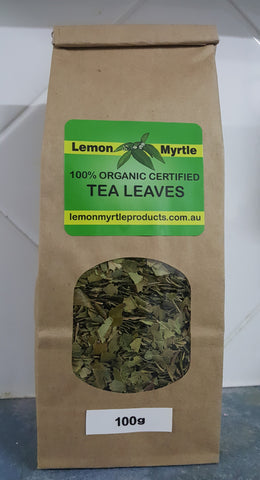 Lemon Myrtle
100% ORGANIC CERTIFIED
TEA LEAVES
lemonmyrtleproducts.com.au
100g